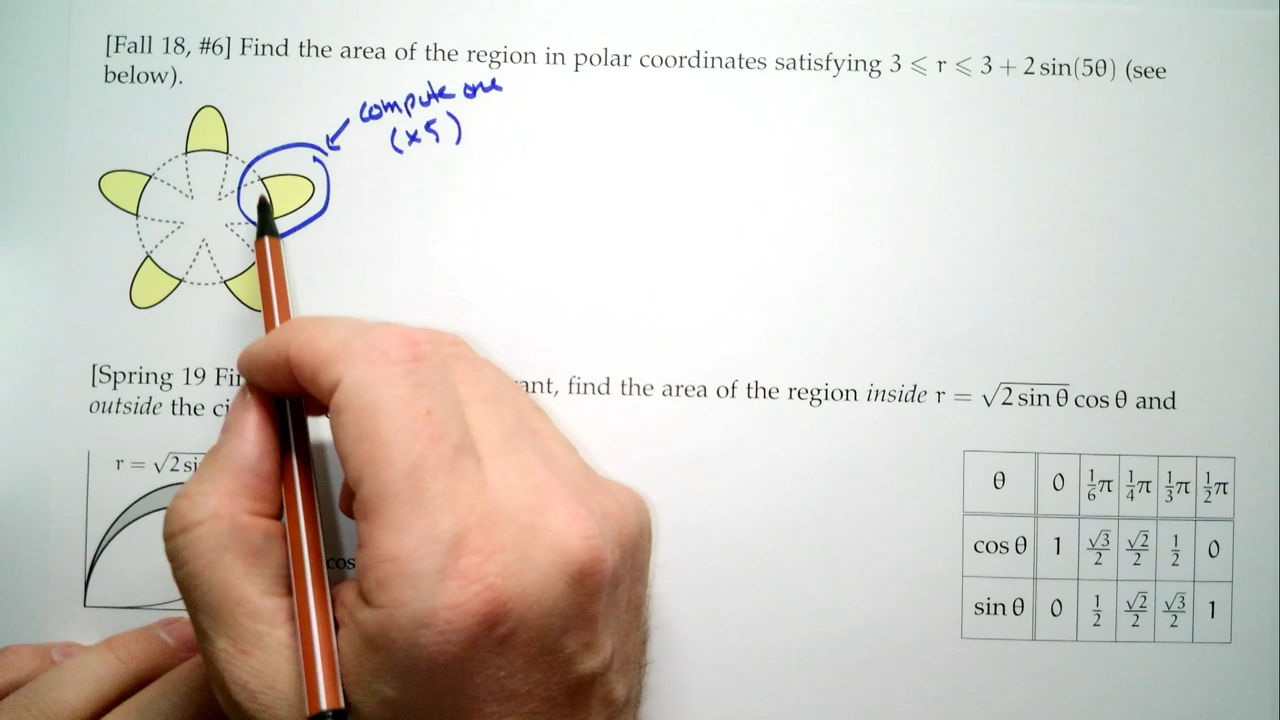 [Fall 18, #6] Find the area of the region in polar coordinates satisfying 3 ⩽ r ⩽ 3 + 2 sin(5θ) (see
below).
compute one
(×5)
[Spring 19 ant, find the area of the region inside r = √(2 sin θ) cos θ and
outside the
r = √2 si
cos
θ 0 1/6π 1/4π 1/3π 1/2π
cos θ 1 √3/2 √2/2 1/2 0
sin θ 0 1/2 √2/2 √3/2 1